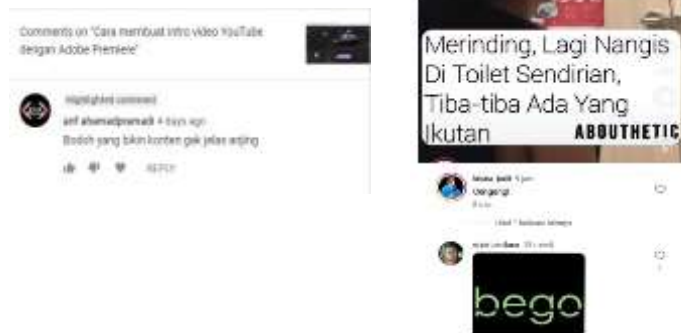 Comments on "Cara membuat intro video YouTube
dengan Adobe Premiere"
Highlighted comment
arif ahamadpramadi 4 days ago
Bodoh yang bikin konten gak jelas anjing
REPLY
Merinding, Lagi Nangis
Di Toilet Sendirian,
Tiba-tiba Ada Yang
Ikutan
ABOUTHETIC
bego